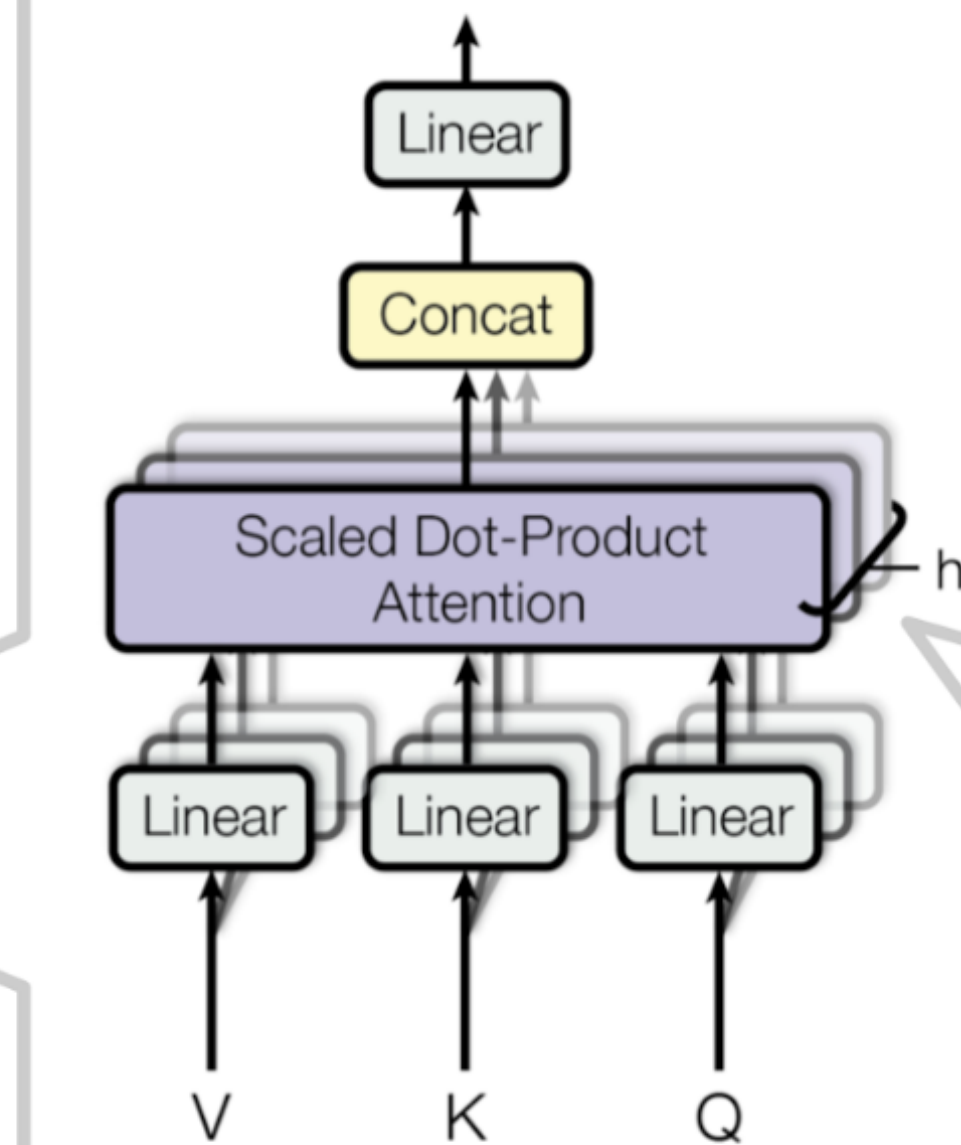 Linear
Concat
Scaled Dot-Product
Attention
h
Linear
Linear
Linear
V
K
Q